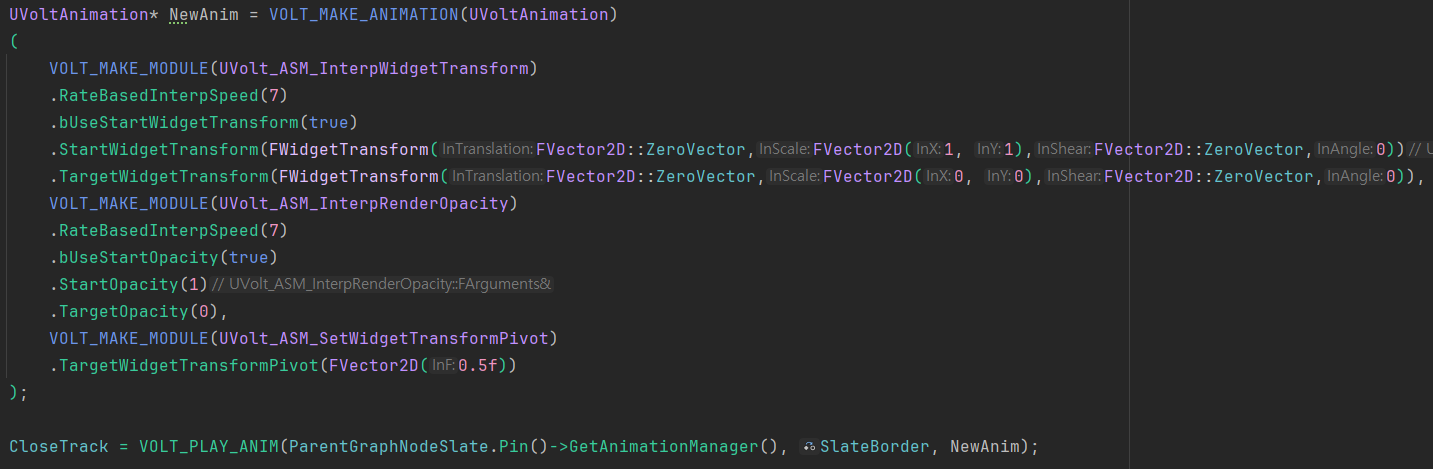 UVoltAnimation* NewAnim = VOLT_MAKE_ANIMATION(UVoltAnimation)
(
VOLT_MAKE_MODULE(UVolt_ASM_InterpWidgetTransform)
.RateBasedInterpSpeed(7)
.bUseStartWidgetTransform(true)
.StartWidgetTransform(FWidgetTransform(InTranslation:FVector2D::ZeroVector,InScale:FVector2D(InX:1, InY:1),InShear:FVector2D::ZeroVector,InAngle:0))// U
.TargetWidgetTransform(FWidgetTransform(InTranslation:FVector2D::ZeroVector,InScale:FVector2D(InX:0, InY:0),InShear:FVector2D::ZeroVector,InAngle:0)),
VOLT_MAKE_MODULE(UVolt_ASM_InterpRenderOpacity)
.RateBasedInterpSpeed(7)
.bUseStartOpacity(true)
.StartOpacity(1)// UVolt_ASM_InterpRenderOpacity::FArguments&
.TargetOpacity(0),
VOLT_MAKE_MODULE(UVolt_ASM_SetWidgetTransformPivot)
.TargetWidgetTransformPivot(FVector2D(InF:0.5f))
);
CloseTrack = VOLT_PLAY_ANIM(ParentGraphNodeSlate.Pin()->GetAnimationManager(), SlateBorder, NewAnim);